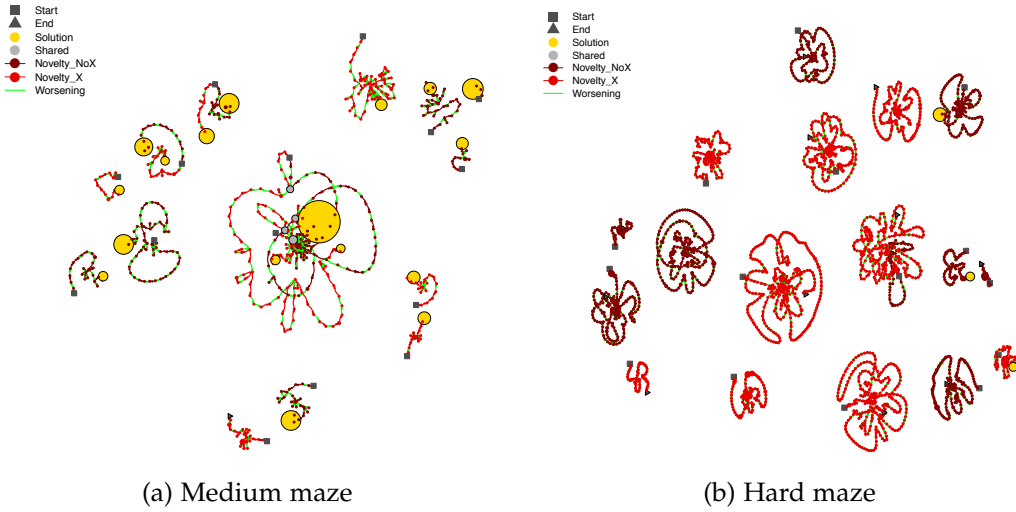 Start
End
Solution
Shared
Novelty_NoX
Novelty_X
Worsening
(a) Medium maze
Start
End
Solution
Shared
Novelty_NoX
Novelty_X
Worsening
(b) Hard maze